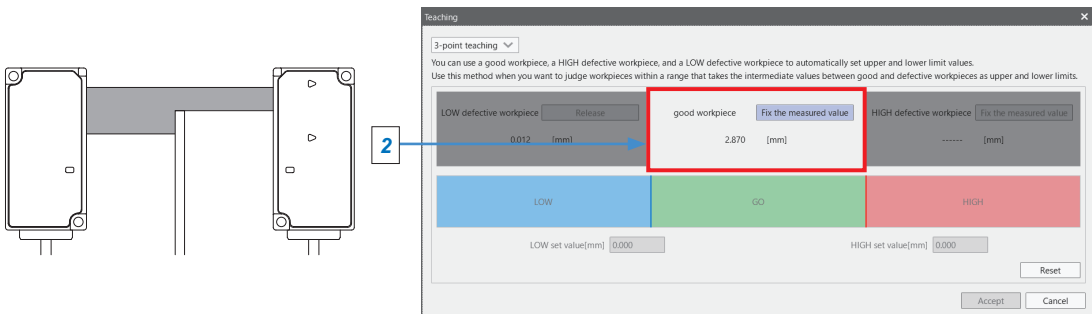 Teaching ×
3-point teaching
You can use a good workpiece, a HIGH defective workpiece, and a LOW defective workpiece to automatically set upper and lower limit values.
Use this method when you want to judge workpieces within a range that takes the intermediate values between good and defective workpieces as upper and lower limits.
LOW defective workpiece Release
0.012 [mm]
good workpiece Fix the measured value
2.870 [mm]
HIGH defective workpiece Fix the measured value
------ [mm]
2
LOW GO HIGH
LOW set value[mm] 0.000
HIGH set value[mm] 0.000
Reset
Accept Cancel